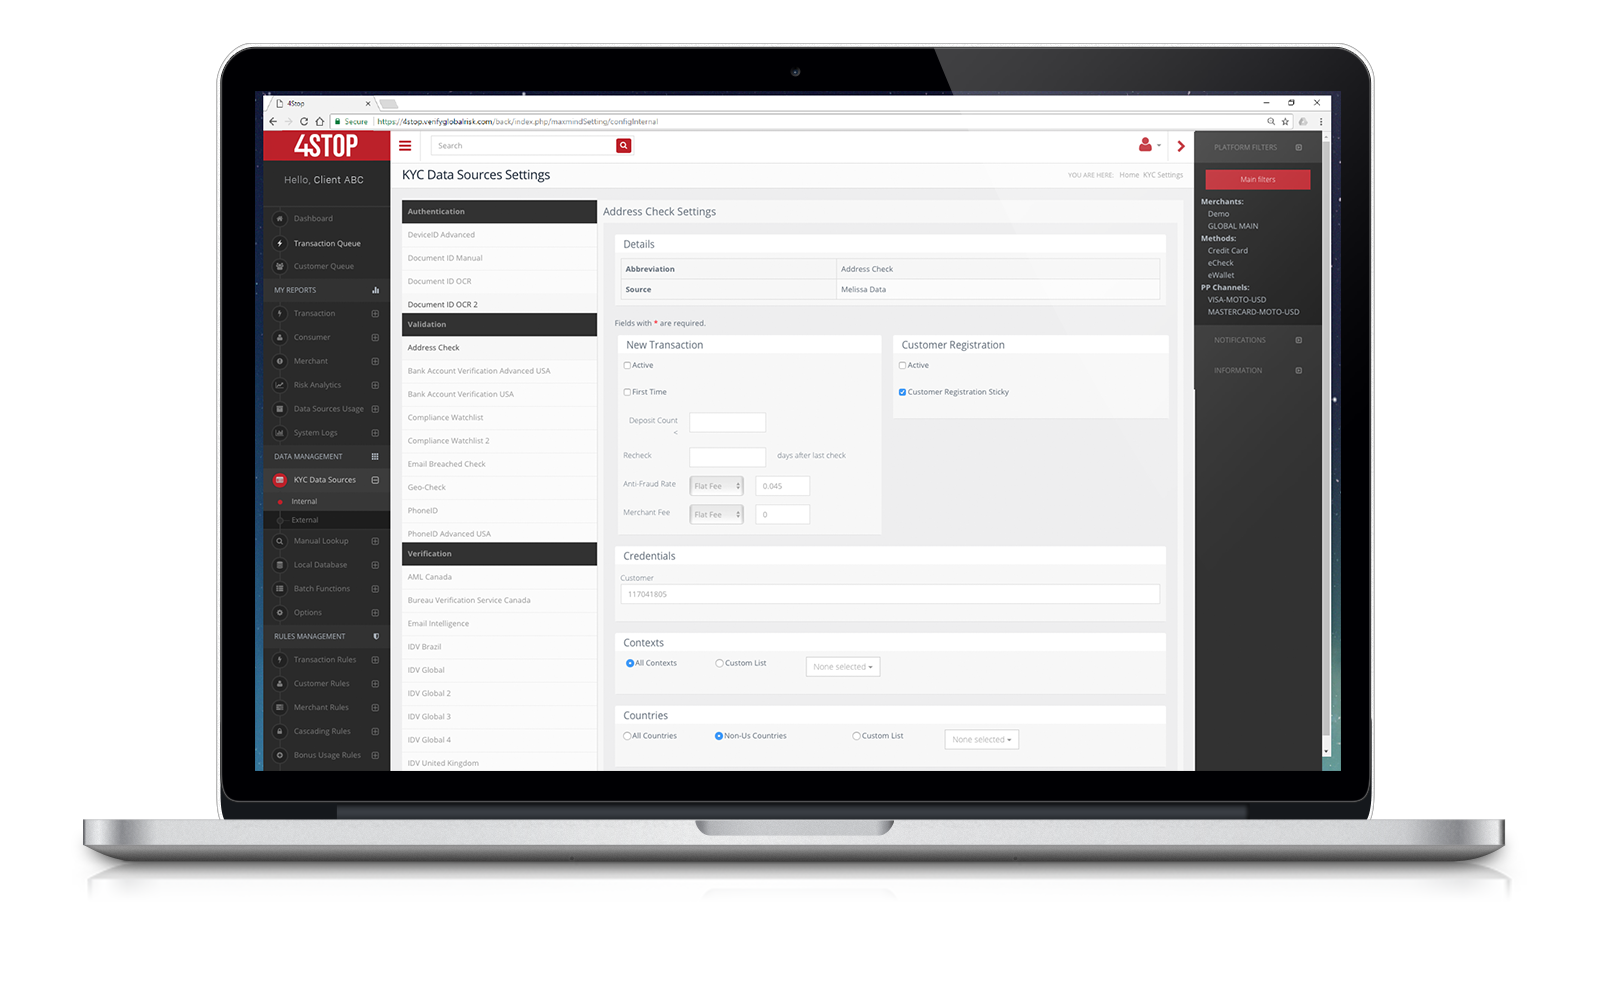 4Stop
Secure
https://4stop.verifyglobalrisk.com/back/index.php/maxmindSetting/configInternal
4STOP
Search
Hello, Client ABC
Dashboard
Transaction Queue
Customer Queue
MY REPORTS
Transaction
Consumer
Merchant
Risk Analytics
Data Sources Usage
System Logs
DATA MANAGEMENT
KYC Data Sources
Internal
External
Manual Lookup
Local Database
Batch Functions
Options
RULES MANAGEMENT
Transaction Rules
Customer Rules
Merchant Rules
Cascading Rules
Bonus Usage Rules
KYC Data Sources Settings
YOU ARE HERE: Home KYC Settings
Authentication
DeviceID Advanced
Document ID Manual
Document ID OCR
Document ID OCR 2
Validation
Address Check
Bank Account Verification Advanced USA
Bank Account Verification USA
Compliance Watchlist
Compliance Watchlist 2
Email Breached Check
Geo-Check
PhoneID
PhoneID Advanced USA
Verification
AML Canada
Bureau Verification Service Canada
Email Intelligence
IDV Brazil
IDV Global
IDV Global 2
IDV Global 3
IDV Global 4
IDV United Kingdom
Address Check Settings
Details
Abbreviation Address Check
Source Melissa Data
Fields with * are required.
New Transaction
Active
First Time
Deposit Count
<
Recheck days after last check
Anti-Fraud Rate Flat Fee 0.045
Merchant Fee Flat Fee 0
Customer Registration
Active
Customer Registration Sticky
Credentials
Customer
117041805
Contexts
All Contexts Custom List None selected
Countries
All Countries Non-Us Countries Custom List None selected
PLATFORM FILTERS
Main filters
Merchants:
Demo
GLOBAL MAIN
Methods:
Credit Card
eCheck
eWallet
PP Channels:
VISA-MOTO-USD
MASTERCARD-MOTO-USD
NOTIFICATIONS
INFORMATION